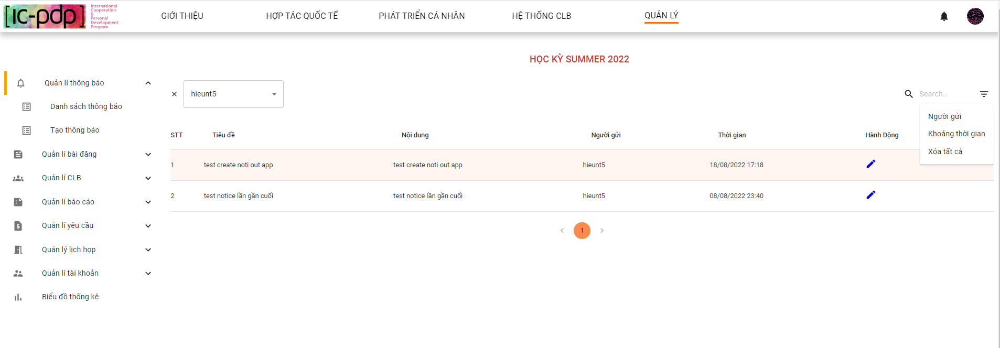 [ic-pdp]
International
Cooperation
&
Personal
Development
Program
GIỚI THIỆU
HỢP TÁC QUỐC TẾ
PHÁT TRIỂN CÁ NHÂN
HỆ THỐNG CLB
QUẢN LÝ
HỌC KỲ SUMMER 2022
Quản lí thông báo
Danh sách thông báo
Tạo thông báo
Quản lí bài đăng
Quản lí CLB
Quản lí báo cáo
Quản lí yêu cầu
Quản lý lịch họp
Quản lí tài khoản
Biểu đồ thống kê
hieunt5
Search...
Người gửi
Khoảng thời gian
Xóa tất cả
STT Tiêu đề Nội dung Người gửi Thời gian Hành Động
1 test create noti out app test create noti out app hieunt5 18/08/2022 17:18
2 test notice lần gần cuối test notice lần gần cuối hieunt5 08/08/2022 23:40
1